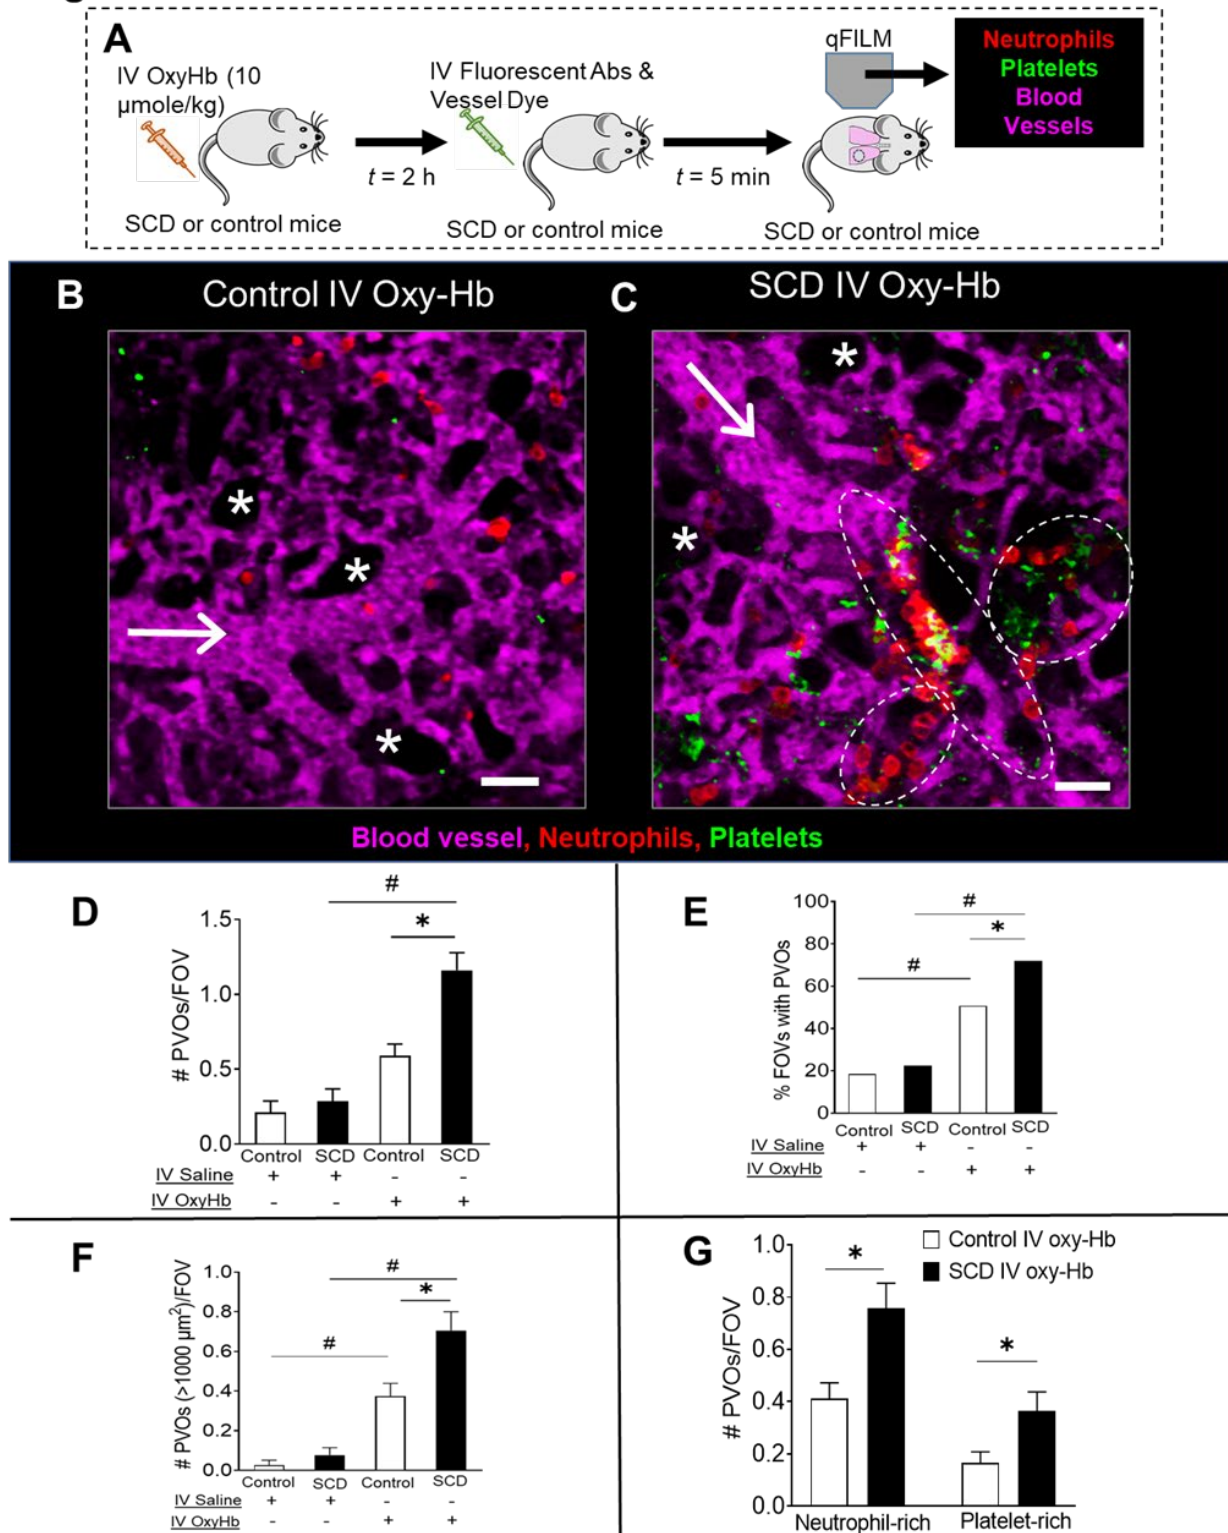 A
IV OxyHb (10
µmole/kg)
IV Fluorescent Abs &
Vessel Dye
qFILM
Neutrophils
Platelets
Blood
Vessels
t = 2 h
t = 5 min
SCD or control mice
SCD or control mice
SCD or control mice
B
Control IV Oxy-Hb
C
SCD IV Oxy-Hb
*
*
*
*
*
Blood vessel, Neutrophils, Platelets
D
#
*
# PVOs/FOV
1.5
1.0
0.5
0.0
Control SCD Control SCD
IV Saline + + - -
IV OxyHb - - + +
E
#
*
#
% FOVs with PVOs
100
80
60
40
20
0
Control SCD Control SCD
IV Saline + + - -
IV OxyHb - - + +
F
#
*
#
# PVOs (>1000 µm²)/FOV
1.0
0.8
0.6
0.4
0.2
0.0
Control SCD Control SCD
IV Saline + + - -
IV OxyHb - - + +
G
Control IV oxy-Hb
SCD IV oxy-Hb
*
*
# PVOs/FOV
1.0
0.8
0.6
0.4
0.2
0.0
Neutrophil-rich Platelet-rich